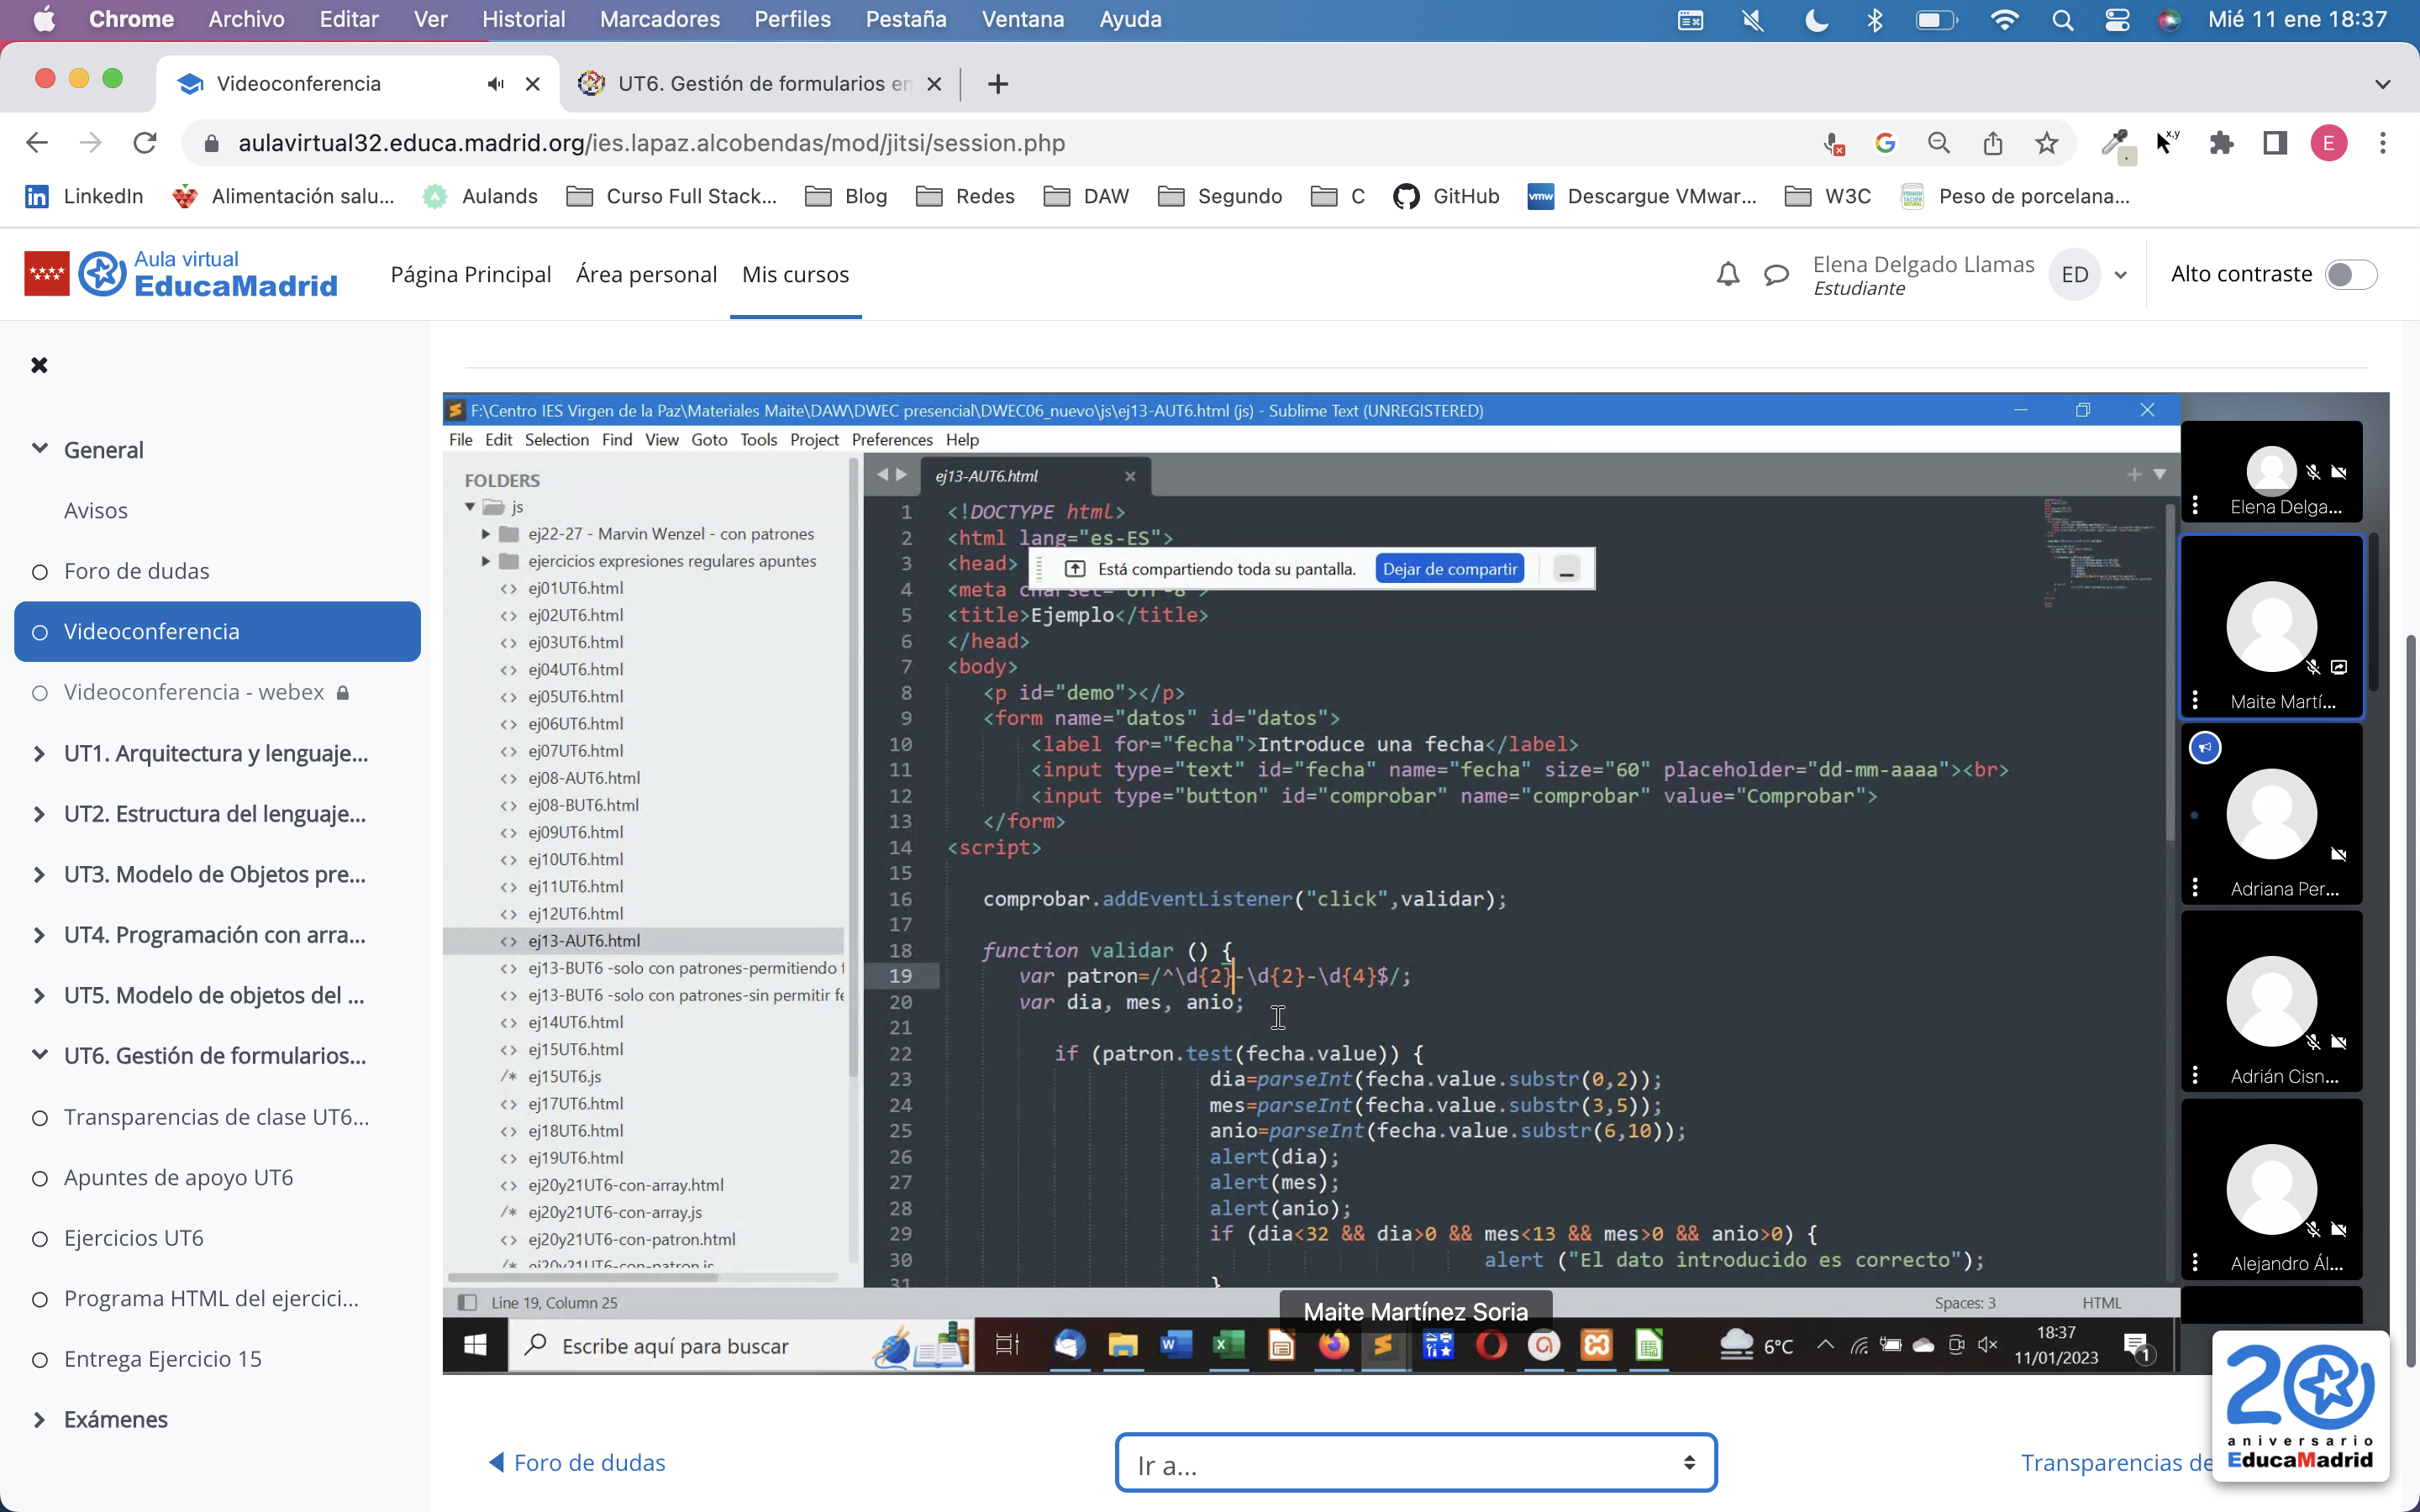 Chrome Archivo Editar Ver Historial Marcadores Perfiles Pestaña Ventana Ayuda Mié 11 ene 18:37
Videoconferencia
UT6. Gestión de formularios en
aulavirtual32.educa.madrid.org/ies.lapaz.alcobendas/mod/jitsi/session.php
x,y
E
LinkedIn Alimentación salu... Aulands Curso Full Stack... Blog Redes DAW Segundo C GitHub Descargue VMwar... W3C Peso de porcelana...
Aula virtual
EducaMadrid
Página Principal Área personal Mis cursos
Elena Delgado Llamas
Estudiante
ED
Alto contraste
General
Avisos
Foro de dudas
Videoconferencia
Videoconferencia - webex
UT1. Arquitectura y lenguaje...
UT2. Estructura del lenguaje...
UT3. Modelo de Objetos pre...
UT4. Programación con arra...
UT5. Modelo de objetos del ...
UT6. Gestión de formularios...
Transparencias de clase UT6...
Apuntes de apoyo UT6
Ejercicios UT6
Programa HTML del ejercici...
Entrega Ejercicio 15
Exámenes
F:\Centro IES Virgen de la Paz\Materiales Maite\DAW\DWEC presencial\DWEC06_nuevo\js\ej13-AUT6.html (js) - Sublime Text (UNREGISTERED)
File Edit Selection Find View Goto Tools Project Preferences Help
FOLDERS
js
ej22-27 - Marvin Wenzel - con patrones
ejercicios expresiones regulares apuntes
<> ej01UT6.html
<> ej02UT6.html
<> ej03UT6.html
<> ej04UT6.html
<> ej05UT6.html
<> ej06UT6.html
<> ej07UT6.html
<> ej08-AUT6.html
<> ej08-BUT6.html
<> ej09UT6.html
<> ej10UT6.html
<> ej11UT6.html
<> ej12UT6.html
<> ej13-AUT6.html
<> ej13-BUT6 -solo con patrones-permitiendo f
<> ej13-BUT6 -solo con patrones-sin permitir fe
<> ej14UT6.html
<> ej15UT6.html
/* ej15UT6.js
<> ej17UT6.html
<> ej18UT6.html
<> ej19UT6.html
<> ej20y21UT6-con-array.html
/* ej20y21UT6-con-array.js
<> ej20y21UT6-con-patron.html
/* ej20y21UT6-con-patron.js
ej13-AUT6.html
1 <!DOCTYPE html>
2 <html lang="es-ES">
3 <head>
Está compartiendo toda su pantalla. Dejar de compartir
4 <meta charset="UTF-8">
5 <title>Ejemplo</title>
6 </head>
7 <body>
8 <p id="demo"></p>
9 <form name="datos" id="datos">
10 <label for="fecha">Introduce una fecha</label>
11 <input type="text" id="fecha" name="fecha" size="60" placeholder="dd-mm-aaaa"><br>
12 <input type="button" id="comprobar" name="comprobar" value="Comprobar">
13 </form>
14 <script>
15
16 comprobar.addEventListener("click",validar);
17
18 function validar () {
19 var patron=/^\d{2}-\d{2}-\d{4}$/;
20 var dia, mes, anio;
21
22 if (patron.test(fecha.value)) {
23 dia=parseInt(fecha.value.substr(0,2));
24 mes=parseInt(fecha.value.substr(3,5));
25 anio=parseInt(fecha.value.substr(6,10));
26 alert(dia);
27 alert(mes);
28 alert(anio);
29 if (dia<32 && dia>0 && mes<13 && mes>0 && anio>0) {
30 alert ("El dato introducido es correcto");
31 }
Line 19, Column 25
Spaces: 3
HTML
Maite Martínez Soria
Escribe aquí para buscar
6°C
18:37
11/01/2023
1
Elena Delga...
Maite Martí...
Adriana Per...
Adrián Cisn...
Alejandro Ál...
Foro de dudas
Ir a...
Transparencias de
20
aniversario
EducaMadrid